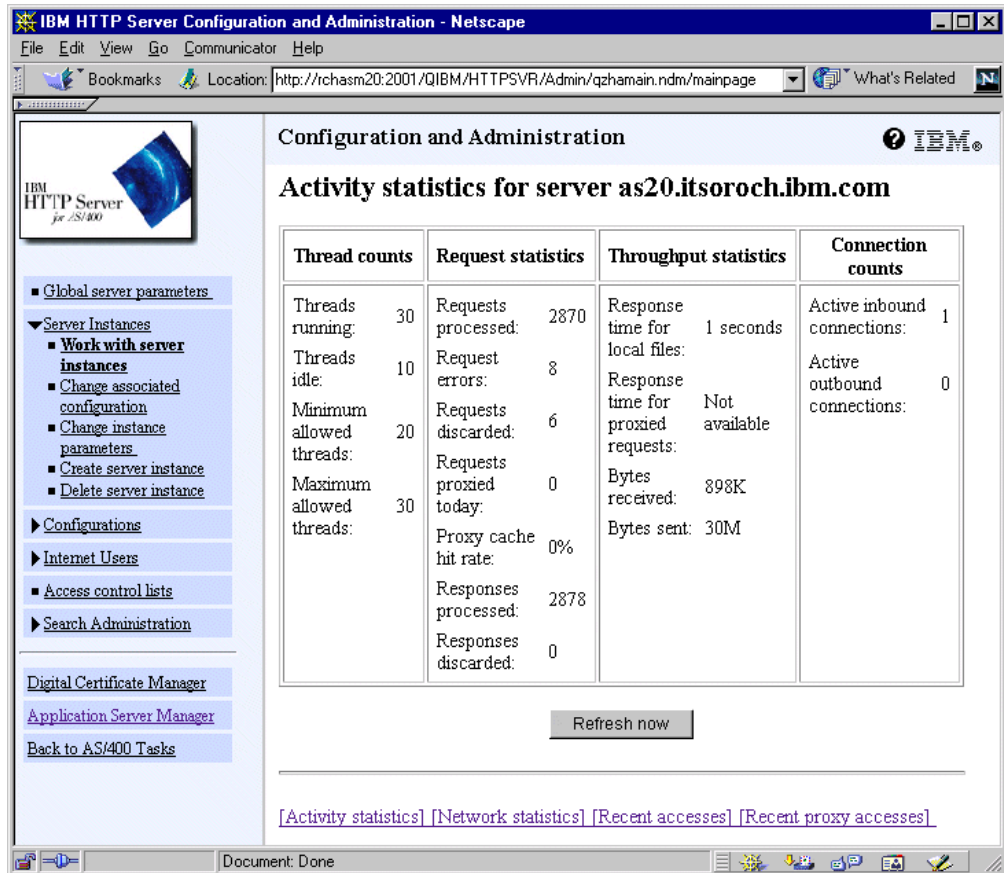 IBM HTTP Server Configuration and Administration - Netscape
File Edit View Go Communicator Help
Bookmarks Location: http://rchasm20:2001/QIBM/HTTPSVR/Admin/qzhamain.ndm/mainpage What's Related N
IBM
HTTP Server
for AS/400
Global server parameters
Server Instances
Work with server
instances
Change associated
configuration
Change instance
parameters
Create server instance
Delete server instance
Configurations
Internet Users
Access control lists
Search Administration
Digital Certificate Manager
Application Server Manager
Back to AS/400 Tasks
Configuration and Administration
? IBM®
Activity statistics for server as20.itsoroch.ibm.com
Thread counts
Request statistics
Throughput statistics
Connection
counts
Threads
running: 30
Threads
idle: 10
Minimum
allowed 20
threads:
Maximum
allowed 30
threads:
Requests
processed: 2870
Request
errors: 8
Requests
discarded: 6
Requests
proxied 0
today:
Proxy cache
hit rate: 0%
Responses
processed: 2878
Responses
discarded: 0
Response
time for 1 seconds
local files:
Response
time for Not
proxied available
requests:
Bytes
received: 898K
Bytes sent: 30M
Active inbound
connections: 1
Active
outbound 0
connections:
Refresh now
[Activity statistics] [Network statistics] [Recent accesses] [Recent proxy accesses]
Document: Done